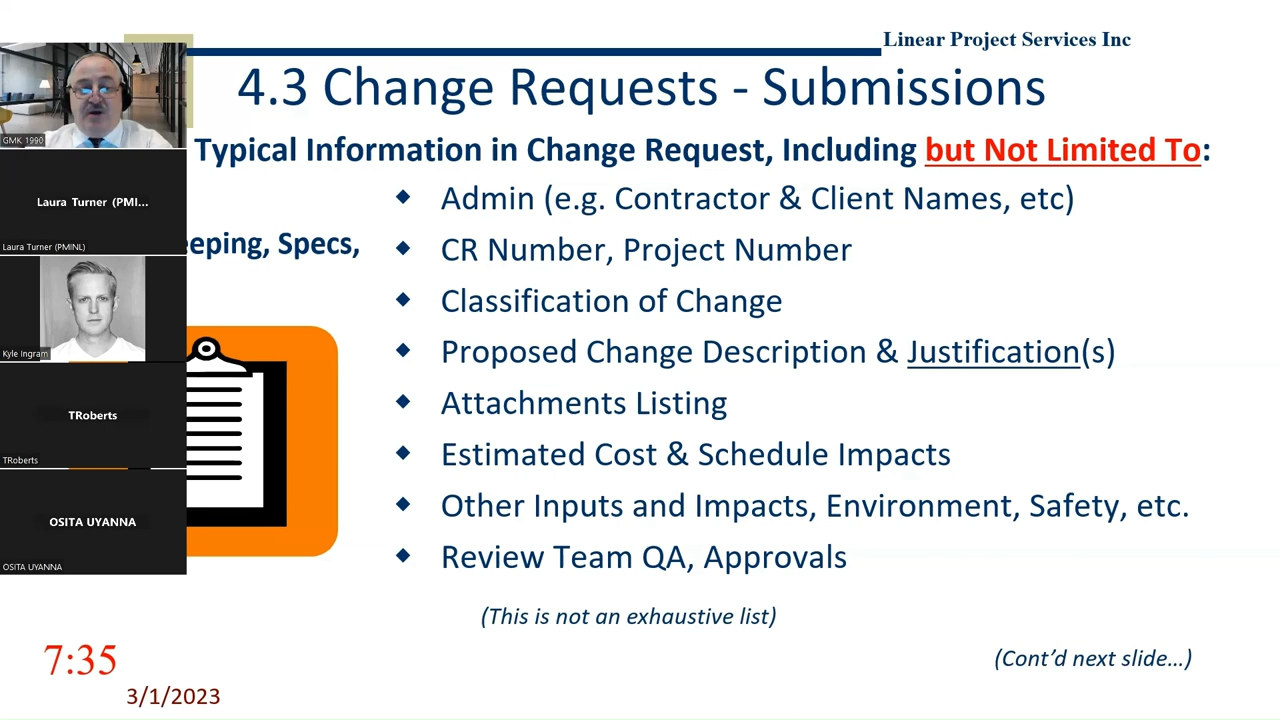 Linear Project Services Inc
4.3 Change Requests - Submissions
Typical Information in Change Request, Including but Not Limited To:
Admin (e.g. Contractor & Client Names, etc)
eeping, Specs,
CR Number, Project Number
Classification of Change
Proposed Change Description & Justification(s)
Attachments Listing
Estimated Cost & Schedule Impacts
Other Inputs and Impacts, Environment, Safety, etc.
Review Team QA, Approvals
(This is not an exhaustive list)
(Cont’d next slide…)
7:35
3/1/2023
GMK 1990
Laura Turner (PMI...
Laura Turner (PMINL)
Kyle Ingram
TRoberts
TRoberts
OSITA UYANNA
OSITA UYANNA